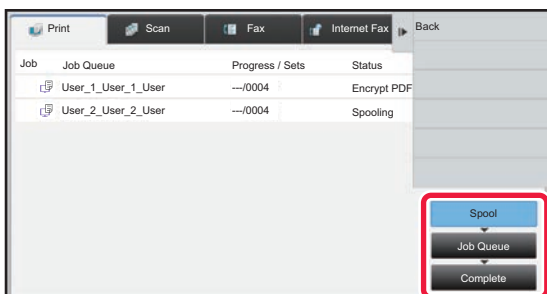 Print Scan Fax Internet Fax Back
Job Job Queue Progress / Sets Status
User_1_User_1_User ---/0004 Encrypt PDF
User_2_User_2_User ---/0004 Spooling
Spool
Job Queue
Complete